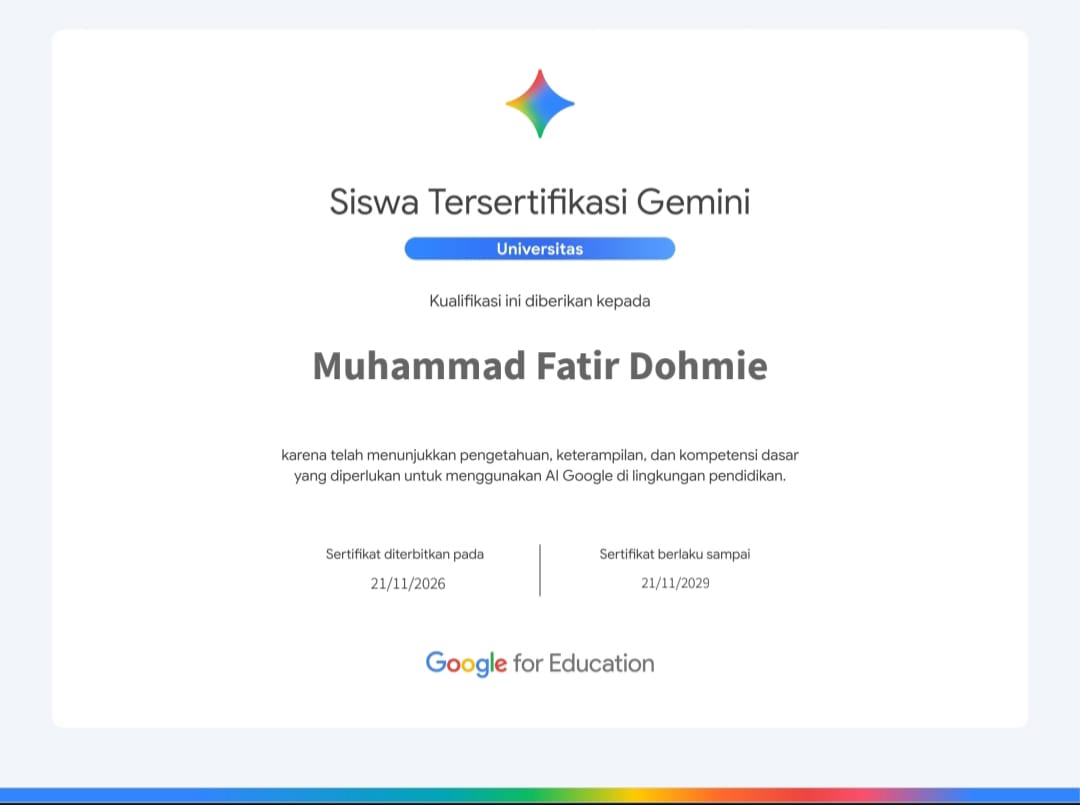 Siswa Tersertifikasi Gemini
Universitas
Kualifikasi ini diberikan kepada
Muhammad Fatir Dohmie
karena telah menunjukkan pengetahuan, keterampilan, dan kompetensi dasar
yang diperlukan untuk menggunakan AI Google di lingkungan pendidikan.
Sertifikat diterbitkan pada
21/11/2026
Sertifikat berlaku sampai
21/11/2029
Google for Education